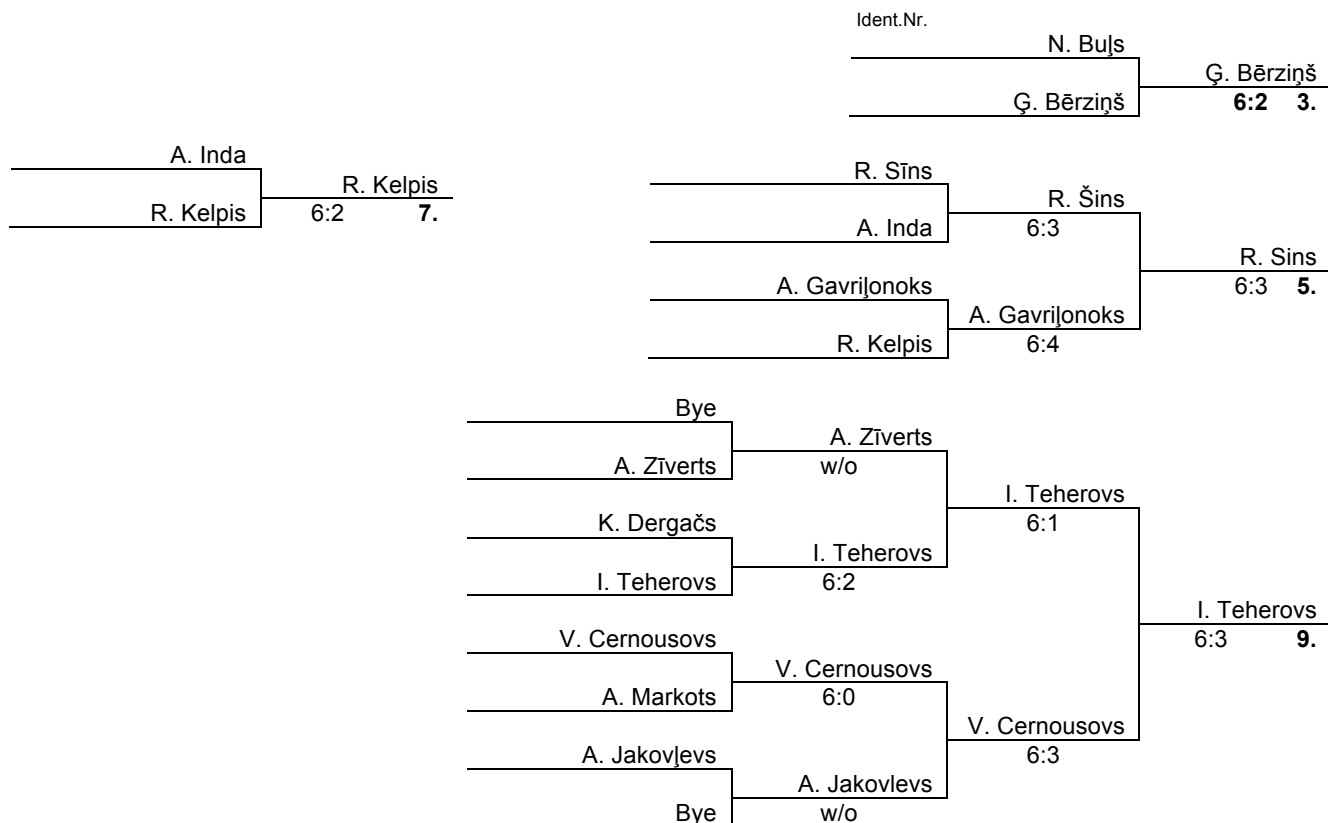 Ident.Nr.
N. Buļs
Ģ. Bērziņš
Ģ. Bērziņš
6:2 3.
A. Inda
R. Kelpis
R. Kelpis
6:2 7.
R. Sīns
R. Šins
A. Inda
6:3
R. Sins
6:3 5.
A. Gavriļonoks
A. Gavriļonoks
R. Kelpis
6:4
Bye
A. Zīverts
A. Zīverts
w/o
I. Teherovs
6:1
K. Dergačs
I. Teherovs
I. Teherovs
6:2
I. Teherovs
6:3 9.
V. Cernousovs
V. Cernousovs
A. Markots
6:0
V. Cernousovs
6:3
A. Jakovļevs
A. Jakovlevs
Bye
w/o